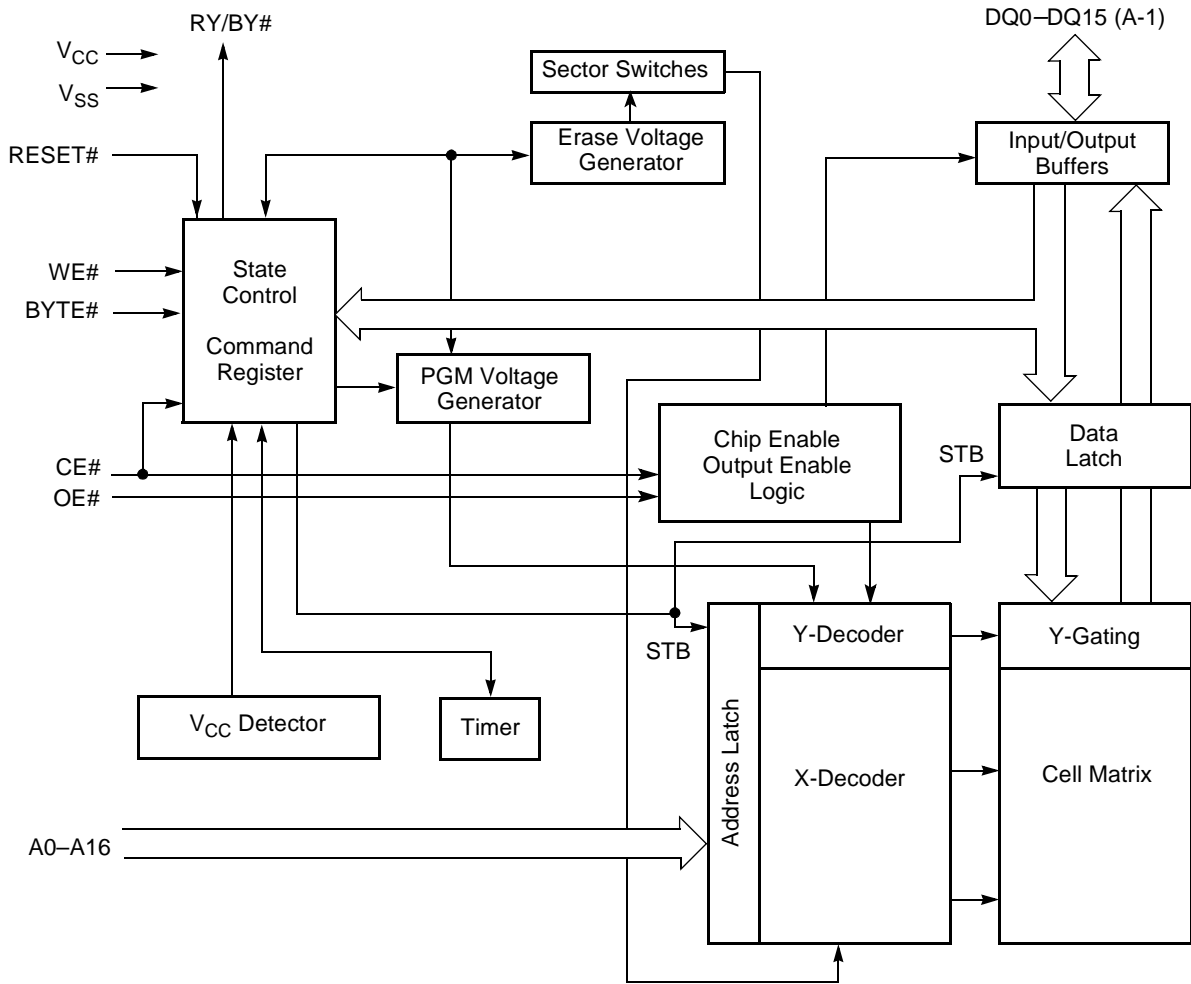 RY/BY#
DQ0–DQ15 (A-1)
VCC
VSS
Sector Switches
RESET#
Erase Voltage
Generator
Input/Output
Buffers
WE#
BYTE#
State
Control
Command
Register
PGM Voltage
Generator
CE#
OE#
Chip Enable
Output Enable
Logic
STB
Data
Latch
STB
Y-Decoder
Y-Gating
VCC Detector
Timer
Address Latch
X-Decoder
Cell Matrix
A0–A16